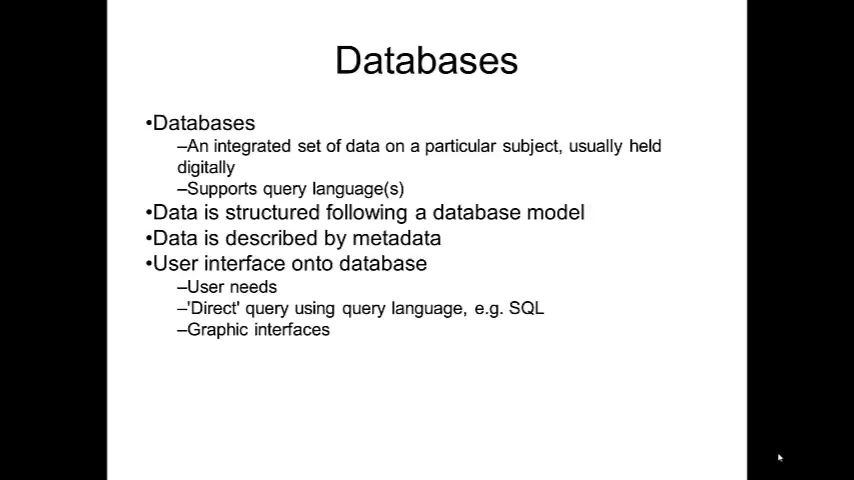 Databases
•Databases
–An integrated set of data on a particular subject, usually held
digitally
–Supports query language(s)
•Data is structured following a database model
•Data is described by metadata
•User interface onto database
–User needs
–'Direct' query using query language, e.g. SQL
–Graphic interfaces